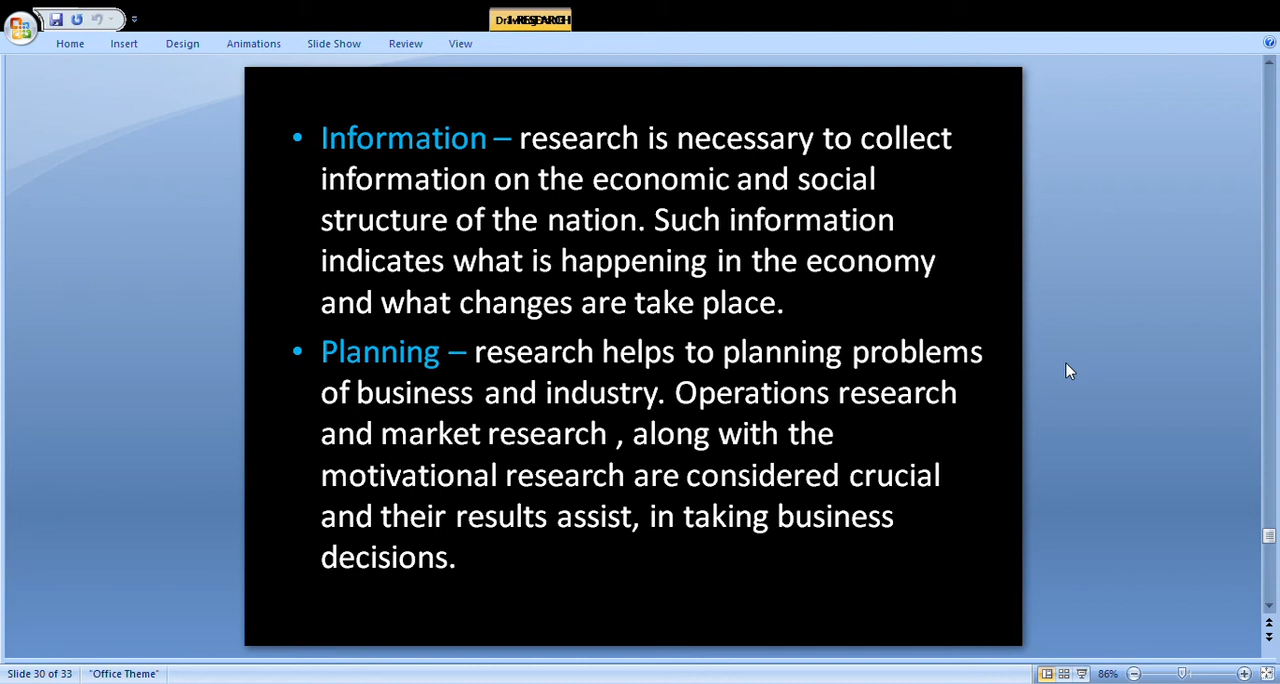 Home Insert Design Animations Slide Show Review View
• Information – research is necessary to collect
information on the economic and social
structure of the nation. Such information
indicates what is happening in the economy
and what changes are take place.
• Planning – research helps to planning problems
of business and industry. Operations research
and market research , along with the
motivational research are considered crucial
and their results assist, in taking business
decisions.
Slide 30 of 33 "Office Theme" 86%